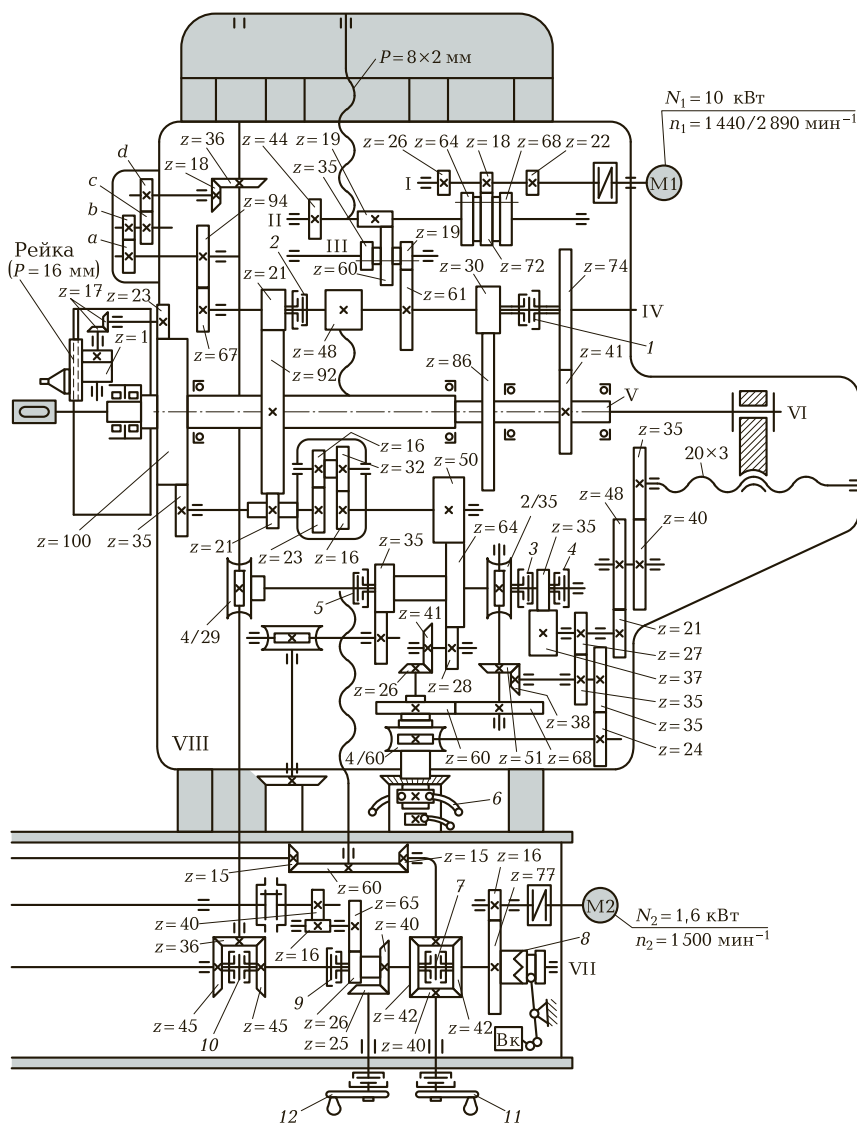 P = 8×2 мм
N₁ = 10 кВт
n₁ = 1 440/2 890 мин⁻¹
M1
z = 36
z = 44
z = 19
z = 26
z = 64
z = 18
z = 68
z = 22
d
z = 18
z = 35
I
c
b
a
z = 94
II
III
z = 19
2
Рейка
(P = 16 мм)
z = 17
z = 23
z = 21
z = 60
z = 30
z = 72
z = 74
z = 61
IV
z = 1
z = 67
z = 48
1
z = 92
z = 86
z = 41
V
VI
z = 16
z = 32
z = 50
z = 35
20×3
z = 48
z = 100
z = 35
z = 21
z = 23
z = 16
z = 64
2/35
z = 35
z = 40
z = 35
3
4
5
4/29
z = 41
z = 21
z = 27
z = 37
z = 26
z = 28
z = 38
z = 35
z = 35
VIII
4/60
z = 60
z = 51
z = 68
z = 24
6
z = 15
z = 60
z = 15
z = 16
z = 77
z = 65
7
z = 40
z = 40
M2
N₂ = 1,6 кВт
n₂ = 1 500 мин⁻¹
z = 36
z = 16
8
VII
9
z = 45
z = 45
z = 26
z = 42
z = 42
10
z = 25
z = 40
Вк
12
11